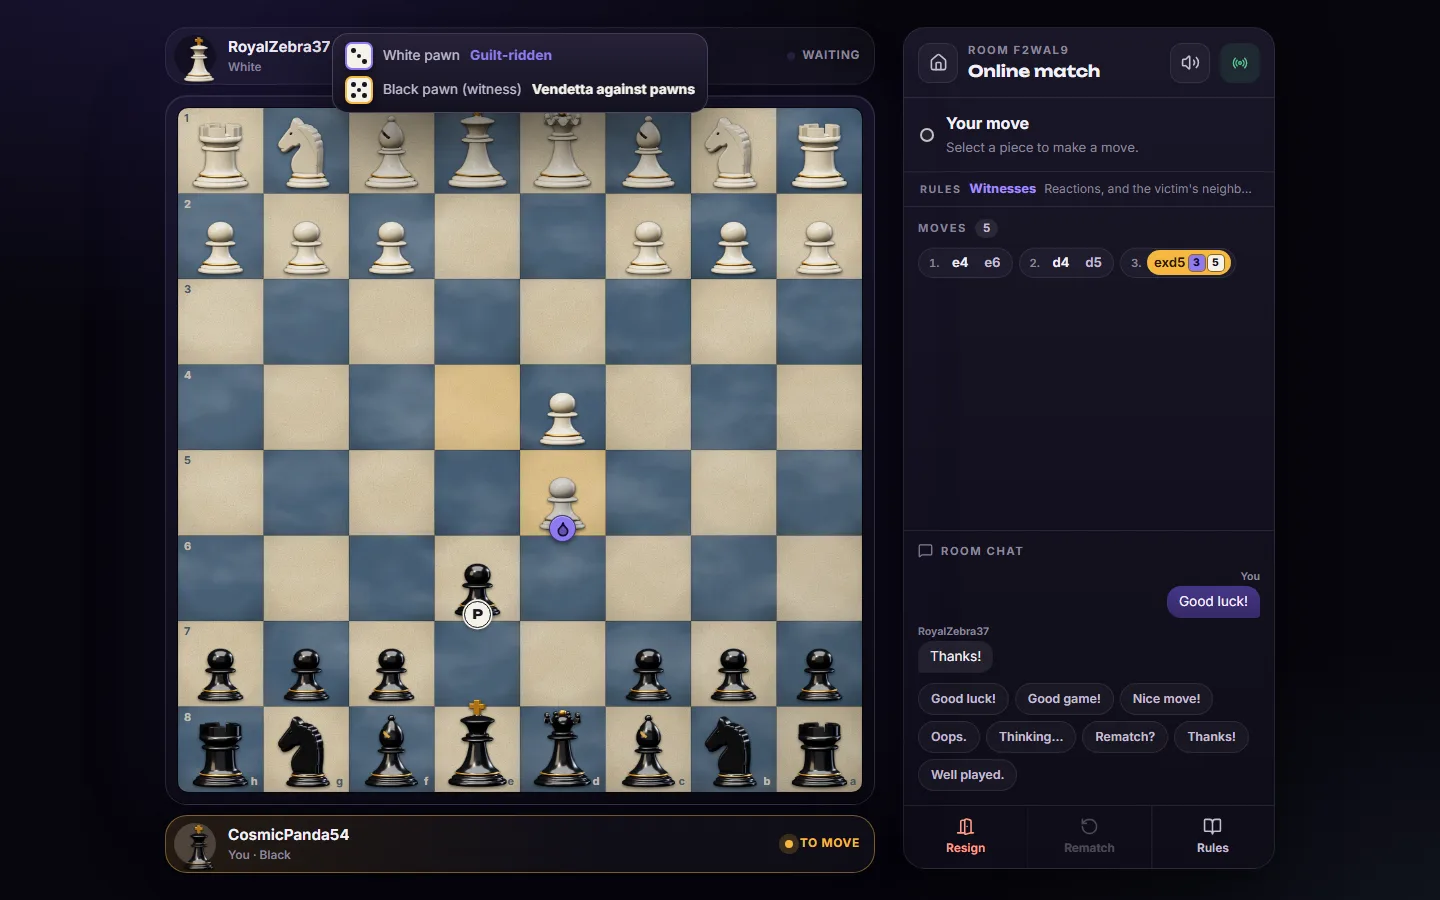 RoyalZebra37
White
White pawn Guilt-ridden
Black pawn (witness) Vendetta against pawns
WAITING
1
2
3
4
5
P
6
7
8
h g f e d c b a
CosmicPanda54
You · Black
TO MOVE
ROOM F2WAL9
Online match
Your move
Select a piece to make a move.
RULES Witnesses Reactions, and the victim's neighb...
MOVES 5
1. e4 e6 2. d4 d5 3. exd5 3 5
ROOM CHAT
You
Good luck!
RoyalZebra37
Thanks!
Good luck! Good game! Nice move!
Oops. Thinking... Rematch? Thanks!
Well played.
Resign Rematch Rules